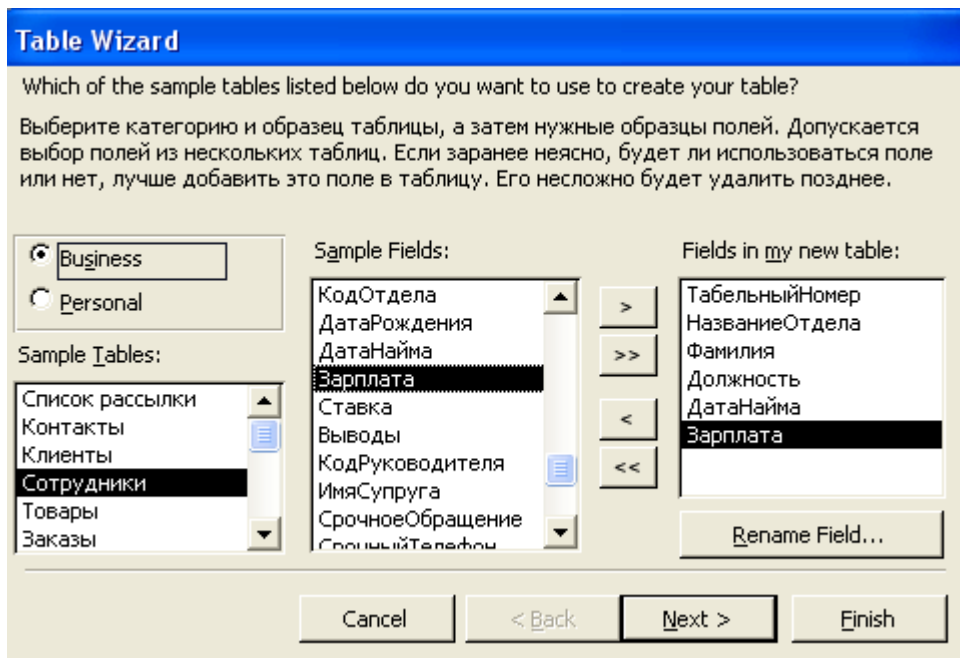 Table Wizard
Which of the sample tables listed below do you want to use to create your table?
Выберите категорию и образец таблицы, а затем нужные образцы полей. Допускается
выбор полей из нескольких таблиц. Если заранее неясно, будет ли использоваться поле
или нет, лучше добавить это поле в таблицу. Его несложно будет удалить позднее.
Business
Personal
Sample Tables:
Список рассылки
Контакты
Клиенты
Сотрудники
Товары
Заказы
Sample Fields:
КодОтдела
ДатаРождения
ДатаНайма
Зарплата
Ставка
Выводы
КодРуководителя
ИмяСупруга
СрочноеОбращение
СрочныйТелефон
>
>>
<
<<
Fields in my new table:
ТабельныйНомер
НазваниеОтдела
Фамилия
Должность
ДатаНайма
Зарплата
Rename Field...
Cancel
< Back
Next >
Finish